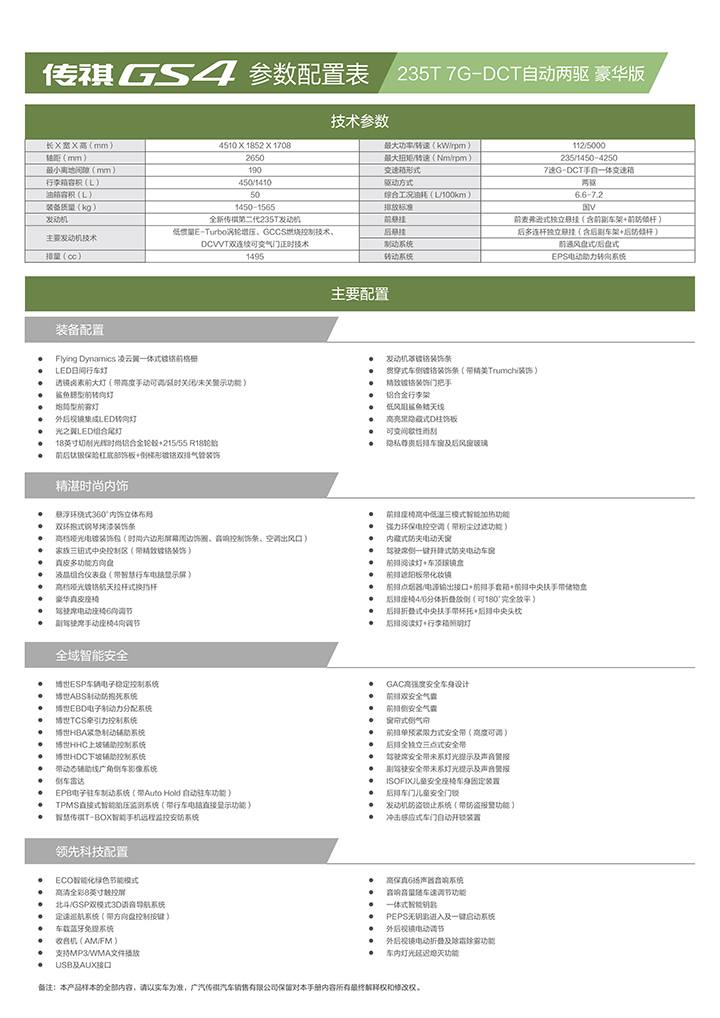 传祺 GS4 参数配置表 235T 7G-DCT自动两驱 豪华版
技术参数
长 X 宽 X 高（mm） 4510 X 1852 X 1708 最大功率/转速（kW/rpm） 112/5000
轴距（mm） 2650 最大扭矩/转速（Nm/rpm） 235/1450-4250
最小离地间隙（mm） 190 变速箱形式 7速G-DCT手自一体变速箱
行李箱容积（L） 450/1410 驱动方式 两驱
油箱容积（L） 50 综合工况油耗（L/100km） 6.6-7.2
装备质量（kg） 1450-1565 排放标准 国V
发动机 全新传祺第二代235T发动机 前悬挂 前麦弗逊式独立悬挂（含前副车架+前防倾杆）
主要发动机技术 低惯量E-Turbo涡轮增压、GCCS燃烧控制技术、 后悬挂 后多连杆独立悬挂（含后副车架+后防倾杆）
DCVVT双连续可变气门正时技术 制动系统 前通风盘式/后盘式
排量（cc） 1495 转动系统 EPS电动助力转向系统
主要配置
装备配置
Flying Dynamics 凌云翼一体式镀铬前格栅
LED日间行车灯
透镜卤素前大灯（带高度手动可调/延时关闭/未关警示功能）
鲨鱼腮型前转向灯
炮筒型前雾灯
外后视镜集成LED转向灯
光之翼LED组合尾灯
18英寸切削光辉时尚铝合金轮毂+215/55 R18轮胎
前后钛银保险杠底部饰板+倒梯形镀铬双排气管装饰
发动机罩镀铬装饰条
贯穿式车侧镀铬装饰条（带精美Trumchi装饰）
精致镀铬装饰门把手
铝合金行李架
低风阻鲨鱼鳍天线
高亮黑隐藏式D柱饰板
可变间歇性雨刮
隐私尊贵后排车窗及后风窗玻璃
精湛时尚内饰
悬浮环绕式360°内饰立体布局
双环抱式钢琴烤漆装饰条
高档哑光电镀装饰包（时尚六边形屏幕周边饰圈、音响控制饰条、空调出风口）
家族三钮式中央控制区（带精致镀铬装饰）
真皮多功能方向盘
液晶组合仪表盘（带智慧行车电脑显示屏）
高档哑光镀铬航天拉杆式换挡杆
豪华真皮座椅
驾驶席电动座椅6向调节
副驾驶席手动座椅4向调节
前排座椅高中低温三模式智能加热功能
强力环保电控空调（带粉尘过滤功能）
内藏式防夹电动天窗
驾驶席侧一键升降式防夹电动车窗
前排阅读灯+车顶眼镜盒
前排遮阳板带化妆镜
前排点烟器/电源输出接口+前排手套箱+前排中央扶手带储物盒
后排座椅4/6分体折叠放倒（可180°完全放平）
后排折叠式中央扶手带杯托+后排中央头枕
后排阅读灯+行李箱照明灯
全域智能安全
博世ESP车辆电子稳定控制系统
博世ABS制动防抱死系统
博世EBD电子制动力分配系统
博世TCS牵引力控制系统
博世HBA紧急制动辅助系统
博世HHC上坡辅助控制系统
博世HDC下坡辅助控制系统
带动态辅助线广角倒车影像系统
倒车雷达
EPB电子驻车制动系统（带Auto Hold 自动驻车功能）
TPMS直接式智能胎压监测系统（带行车电脑直接显示功能）
智慧传祺T-BOX智能手机远程监控安防系统
GAC高强度安全车身设计
前排双安全气囊
前排侧安全气囊
窗帘式侧气帘
前排单预紧限力式安全带（高度可调）
后排全独立三点式安全带
驾驶席安全带未系灯光提示及声音警报
副驾驶安全带未系灯光提示及声音警报
ISOFIX儿童安全座椅车身固定装置
后排车门儿童安全门锁
发动机防盗锁止系统（带防盗报警功能）
冲击感应式车门自动开锁装置
领先科技配置
ECO智能化绿色节能模式
高清全彩8英寸触控屏
北斗/GSP双模式3D语音导航系统
定速巡航系统（带方向盘控制按键）
车载蓝牙免提系统
收音机（AM/FM）
支持MP3/WMA文件播放
USB及AUX接口
高保真6扬声器音响系统
音响音量随车速调节功能
一体式智能钥匙
PEPS无钥匙进入及一键启动系统
外后视镜电动调节
外后视镜电动折叠及除霜除雾功能
车内灯光延迟熄灭功能
备注：本产品样本的全部内容，请以实车为准，广汽传祺汽车销售有限公司保留对本手册内容所有最终解释权和修改权。